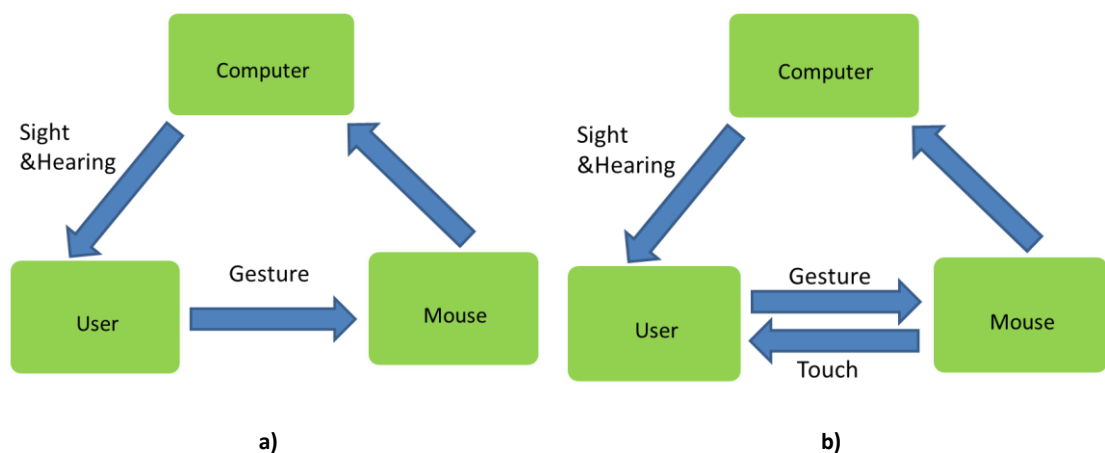 Computer
Sight
&Hearing
Gesture
User
Mouse
a)
Computer
Sight
&Hearing
Gesture
User
Mouse
Touch
b)